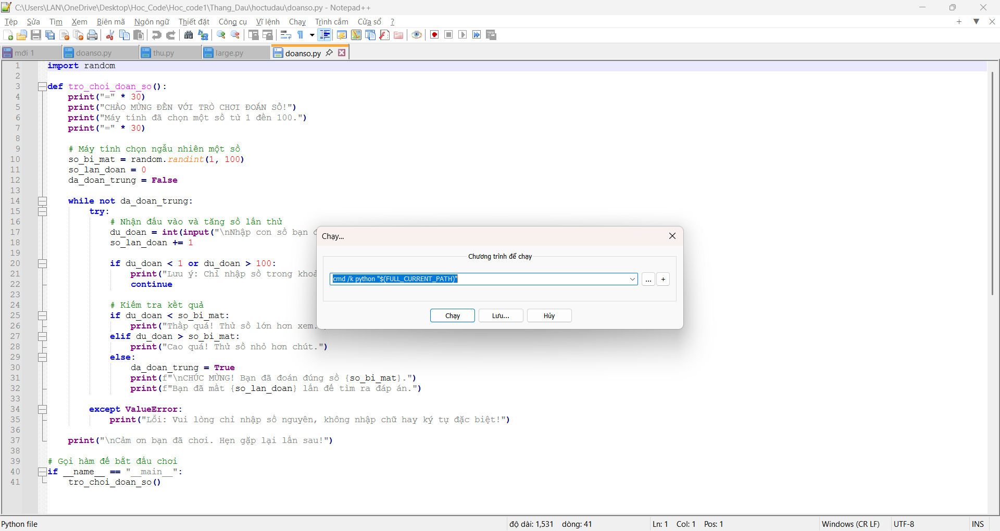 C:\Users\LAN\OneDrive\Desktop\Hoc_Code\Hoc_code1\Thang_Dau\hoctudau\doanso.py - Notepad++
Tệp Sửa Tìm Xem Biên mã Ngôn ngữ Thiết đặt Công cụ Vĩ lệnh Chạy Trình cắm Cửa sổ ?
mới 1 doanso.py thu.py large.py doanso.py
1 import random
2
3 def tro_choi_doan_so():
4 print("=" * 30)
5 print("CHÀO MỪNG ĐẾN VỚI TRÒ CHƠI ĐOÁN SỐ!")
6 print("Máy tính đã chọn một số từ 1 đến 100.")
7 print("=" * 30)
8
9 # Máy tính chọn ngẫu nhiên một số
10 so_bi_mat = random.randint(1, 100)
11 so_lan_doan = 0
12 da_doan_trung = False
13
14 while not da_doan_trung:
15 try:
16 # Nhận đầu vào và tăng số lần thử
17 du_doan = int(input("\nNhập con số bạn
18 so_lan_doan += 1
19
20 if du_doan < 1 or du_doan > 100:
21 print("Lưu ý: Chỉ nhập số trong
22 continue
23
24 # Kiểm tra kết quả
25 if du_doan < so_bi_mat:
26 print("Thấp quá! Thử số lớn hơn xem.
27 elif du_doan > so_bi_mat:
28 print("Cao quá! Thử số nhỏ hơn chút.")
29 else:
30 da_doan_trung = True
31 print(f"\nCHÚC MỪNG! Bạn đã đoán đúng số {so_bi_mat}.")
32 print(f"Bạn đã mất {so_lan_doan} lần để tìm ra đáp án.")
33
34 except ValueError:
35 print("Lỗi: Vui lòng chỉ nhập số nguyên, không nhập chữ hay ký tự đặc biệt!")
36
37 print("\nCảm ơn bạn đã chơi. Hẹn gặp lại lần sau!")
38
39 # Gọi hàm để bắt đầu chơi
40 if __name__ == "__main__":
41 tro_choi_doan_so()
Chạy...
Chương trình để chạy
cmd /k python "$(FULL_CURRENT_PATH)"
... +
Chạy Lưu... Hủy
Python file độ dài: 1,531 dòng: 41 Ln: 1 Col: 1 Pos: 1 Windows (CR LF) UTF-8 INS